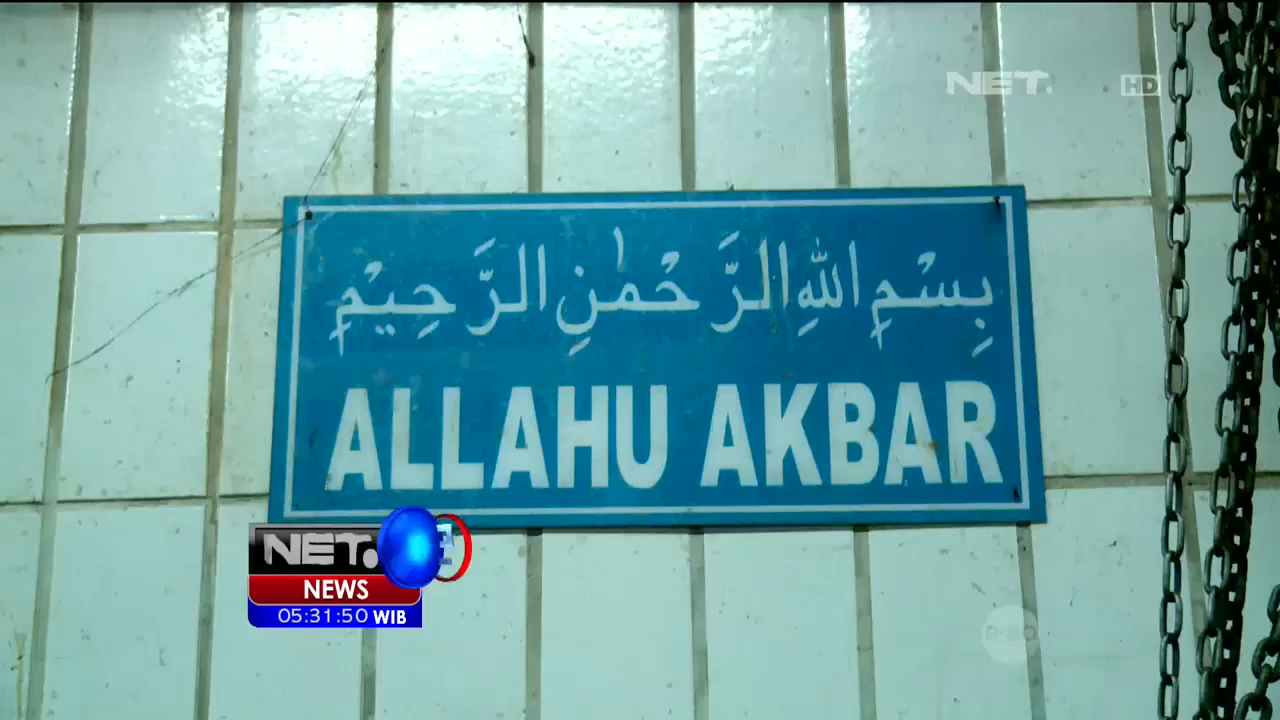 NET.
HD
بِسْمِ اللهِ الرَّحْمٰنِ الرَّحِيْمِ
ALLAHU AKBAR
NET.
NEWS
05:31:50 WIB